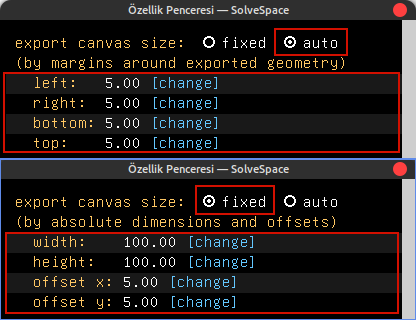 Özellik Penceresi — SolveSpace
export canvas size: fixed auto
(by margins around exported geometry)
left: 5.00 [change]
right: 5.00 [change]
bottom: 5.00 [change]
top: 5.00 [change]
Özellik Penceresi — SolveSpace
export canvas size: fixed auto
(by absolute dimensions and offsets)
width: 100.00 [change]
height: 100.00 [change]
offset x: 5.00 [change]
offset y: 5.00 [change]